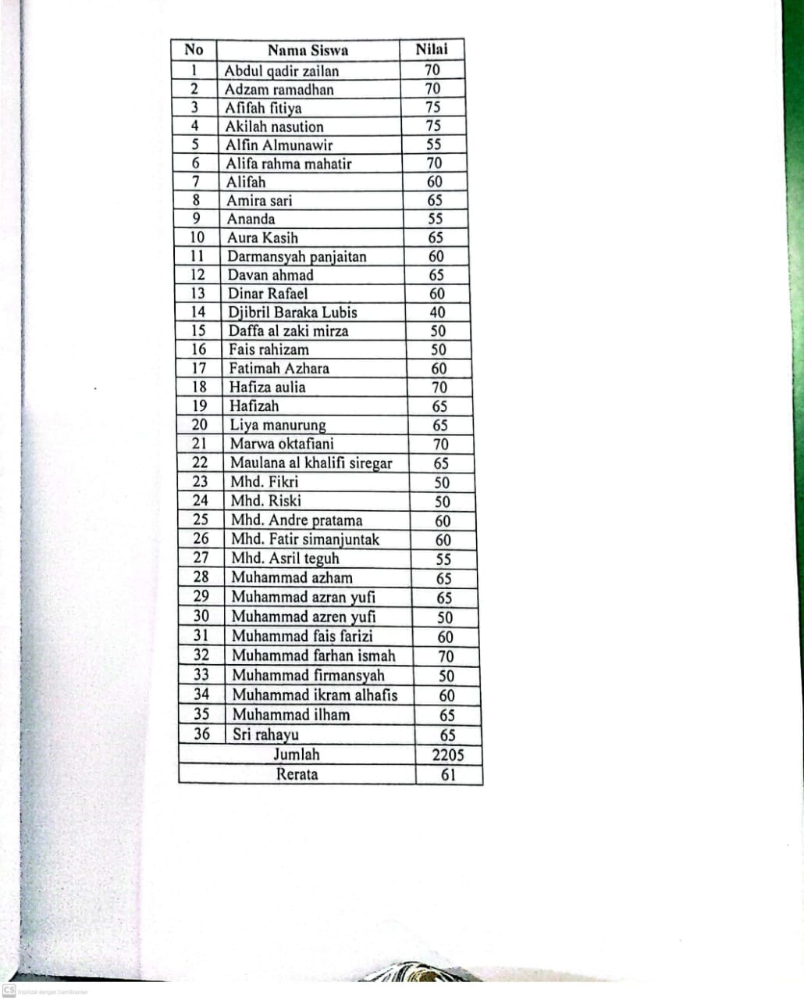 No Nama Siswa Nilai
1 Abdul qadir zailan 70
2 Adzam ramadhan 70
3 Afifah fitiya 75
4 Akilah nasution 75
5 Alfin Almunawir 55
6 Alifa rahma mahatir 70
7 Alifah 60
8 Amira sari 65
9 Ananda 55
10 Aura Kasih 65
11 Darmansyah panjaitan 60
12 Davan ahmad 65
13 Dinar Rafael 60
14 Djibril Baraka Lubis 40
15 Daffa al zaki mirza 50
16 Fais rahizam 50
17 Fatimah Azhara 60
18 Hafiza aulia 70
19 Hafizah 65
20 Liya manurung 65
21 Marwa oktafiani 70
22 Maulana al khalifi siregar 65
23 Mhd. Fikri 50
24 Mhd. Riski 50
25 Mhd. Andre pratama 60
26 Mhd. Fatir simanjuntak 60
27 Mhd. Asril teguh 55
28 Muhammad azham 65
29 Muhammad azran yufi 65
30 Muhammad azren yufi 50
31 Muhammad fais farizi 60
32 Muhammad farhan ismah 70
33 Muhammad firmansyah 50
34 Muhammad ikram alhafis 60
35 Muhammad ilham 65
36 Sri rahayu 65
Jumlah 2205
Rerata 61
CS Dipindai dengan CamScanner